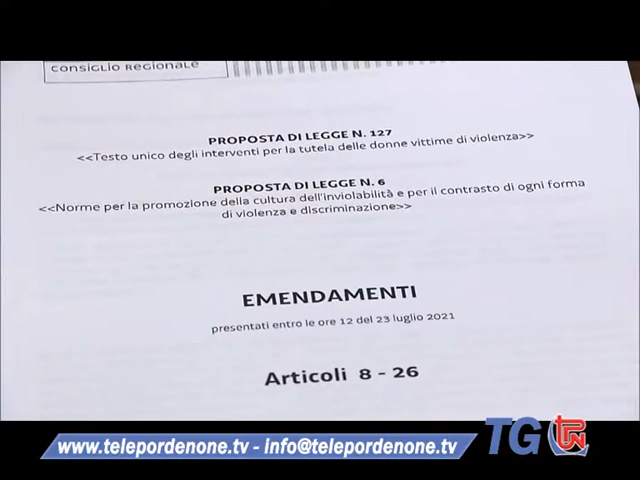 CONSIGLIO REGIONALE
PROPOSTA DI LEGGE N. 127
<<Testo unico degli interventi per la tutela delle donne vittime di violenza>>
PROPOSTA DI LEGGE N. 6
<<Norme per la promozione della cultura dell'inviolabilità e per il contrasto di ogni forma
di violenza e discriminazione>>
EMENDAMENTI
presentati entro le ore 12 del 23 luglio 2021
Articoli 8 - 26
www.telepordenone.tv - info@telepordenone.tv
TG TPN